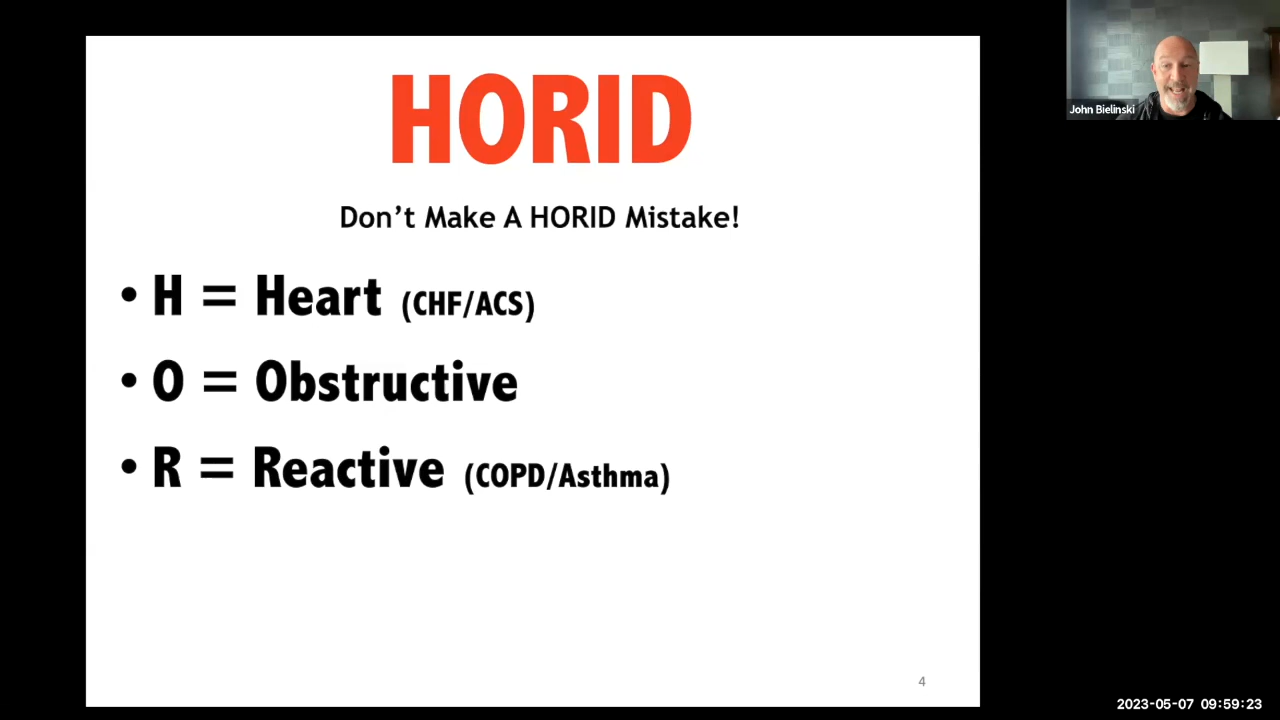 HORID
Don’t Make A HORID Mistake!
• H = Heart (CHF/ACS)
• O = Obstructive
• R = Reactive (COPD/Asthma)
4
John Bielinski
2023-05-07 09:59:23